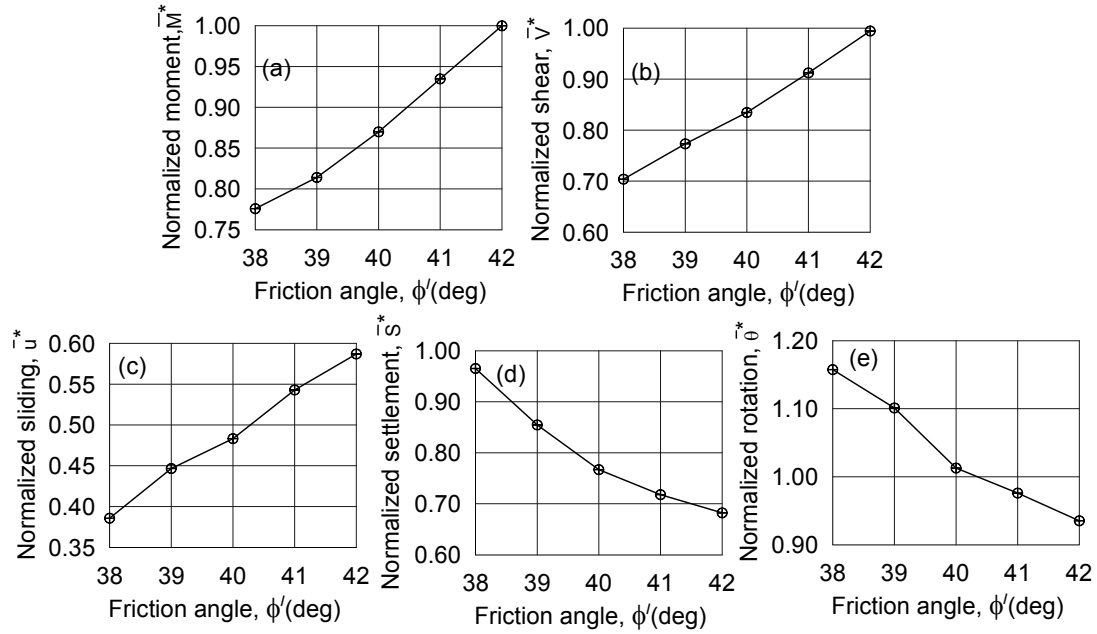 Normalized moment, M̅*
1.00
0.95
0.90
0.85
0.80
0.75
(a)
38 39 40 41 42
Friction angle, ϕ′(deg)
Normalized shear, V̅*
1.00
0.90
0.80
0.70
0.60
(b)
38 39 40 41 42
Friction angle, ϕ′(deg)
Normalized sliding, u̅*
0.60
0.55
0.50
0.45
0.40
0.35
(c)
38 39 40 41 42
Friction angle, ϕ′(deg)
Normalized settlement, S̅*
1.00
0.90
0.80
0.70
0.60
(d)
38 39 40 41 42
Friction angle, ϕ′(deg)
Normalized rotation, θ̅*
1.20
1.10
1.00
0.90
(e)
38 39 40 41 42
Friction angle, ϕ′(deg)